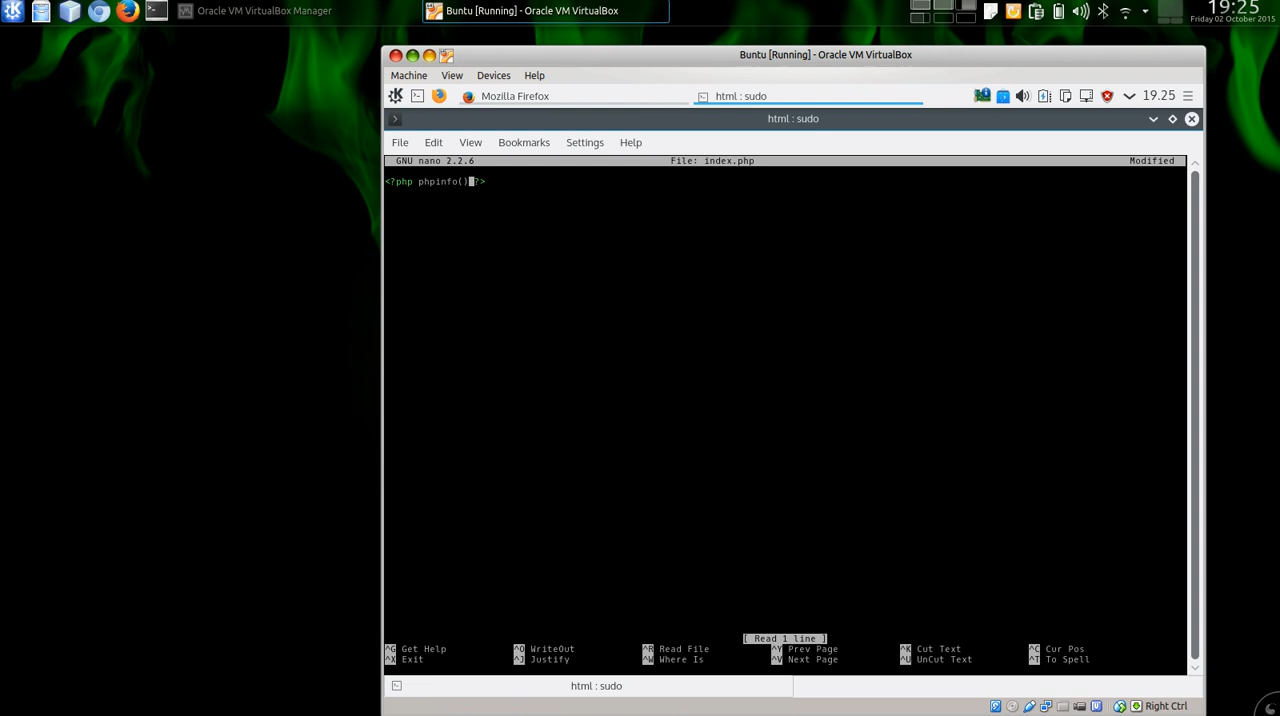 Oracle VM VirtualBox Manager
Buntu [Running] - Oracle VM VirtualBox
19:25
Friday 02 October 2015
Buntu [Running] - Oracle VM VirtualBox
Machine View Devices Help
Mozilla Firefox
html : sudo
19.25
html : sudo
File Edit View Bookmarks Settings Help
GNU nano 2.2.6 File: index.php Modified
<?php phpinfo() ?>
[ Read 1 line ]
^G Get Help ^O WriteOut ^R Read File ^Y Prev Page ^K Cut Text ^C Cur Pos
^X Exit ^J Justify ^W Where Is ^V Next Page ^U UnCut Text ^T To Spell
html : sudo
Right Ctrl